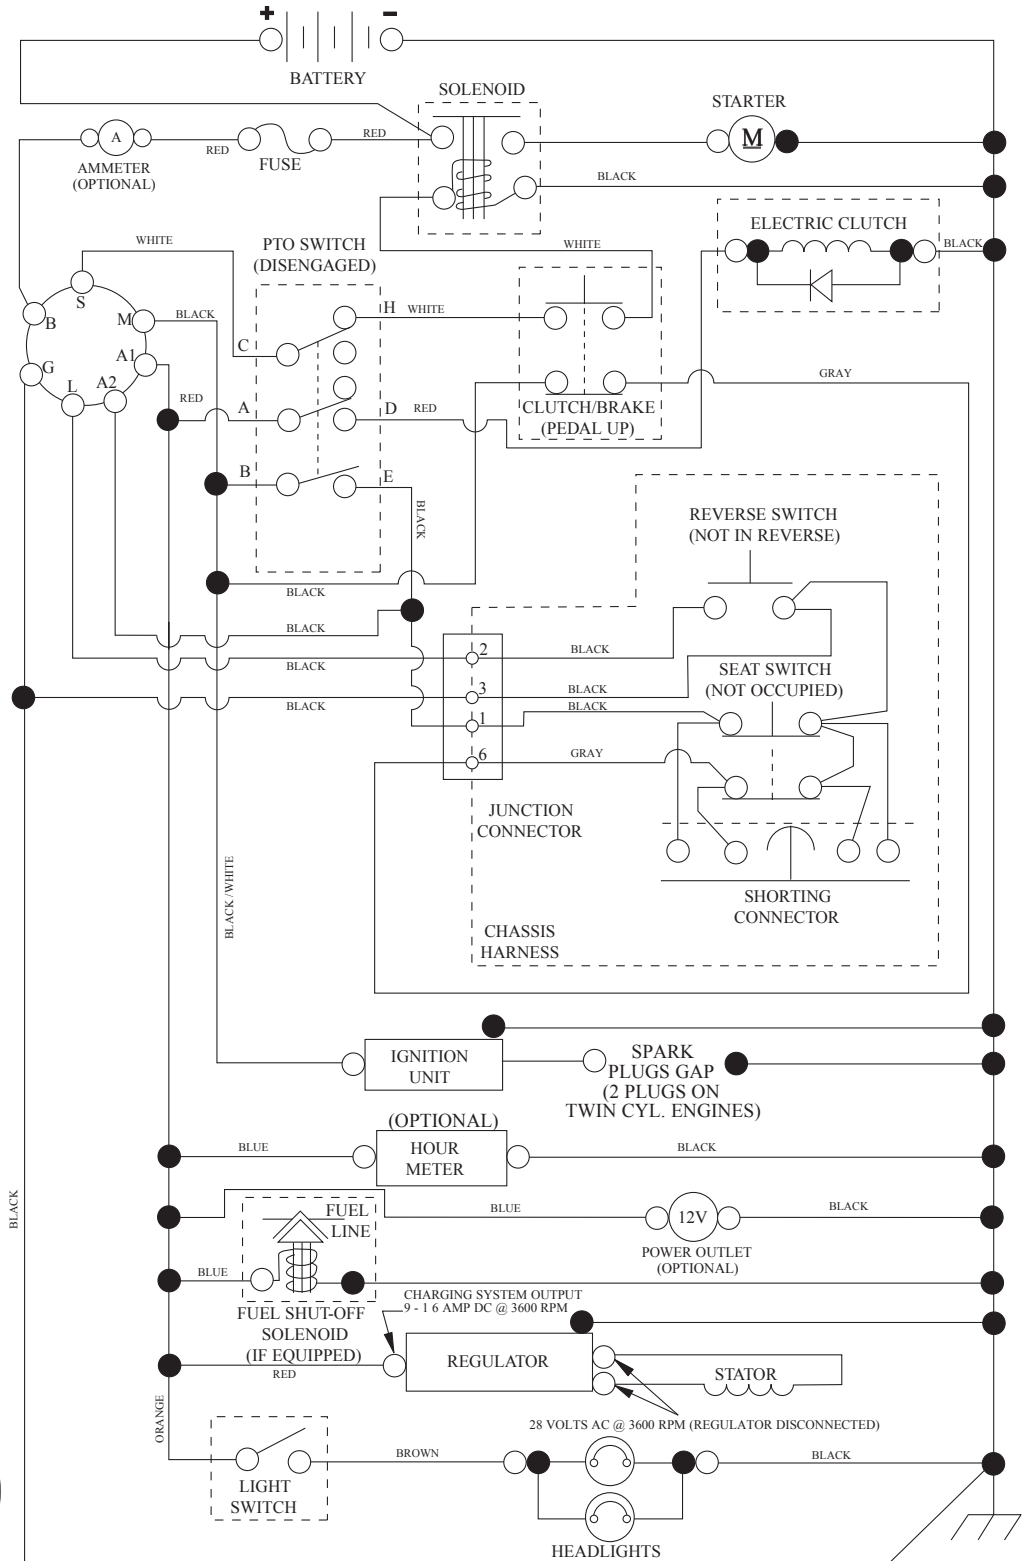 + -
BATTERY
SOLENOID
STARTER
A
RED
FUSE
RED
M
AMMETER
(OPTIONAL)
BLACK
WHITE
PTO SWITCH
(DISENGAGED)
WHITE
ELECTRIC CLUTCH
BLACK
S
B
M
BLACK
H
WHITE
C
G
A1
L
A2
GRAY
RED
A
D
RED
CLUTCH/BRAKE
(PEDAL UP)
B
E
BLACK
REVERSE SWITCH
(NOT IN REVERSE)
BLACK
BLACK
BLACK
2
BLACK
SEAT SWITCH
(NOT OCCUPIED)
BLACK
3
BLACK
BLACK
1
6
GRAY
JUNCTION
CONNECTOR
SHORTING
CONNECTOR
BLACK/WHITE
CHASSIS
HARNESS
IGNITION
UNIT
SPARK
PLUGS GAP
(2 PLUGS ON
TWIN CYL. ENGINES)
(OPTIONAL)
BLUE
HOUR
METER
BLACK
BLACK
FUEL
LINE
BLUE
12V
BLACK
POWER OUTLET
(OPTIONAL)
BLUE
CHARGING SYSTEM OUTPUT
9 - 1 6 AMP DC @ 3600 RPM
FUEL SHUT-OFF
SOLENOID
(IF EQUIPPED)
RED
REGULATOR
STATOR
ORANGE
28 VOLTS AC @ 3600 RPM (REGULATOR DISCONNECTED)
BROWN
BLACK
LIGHT
SWITCH
HEADLIGHTS